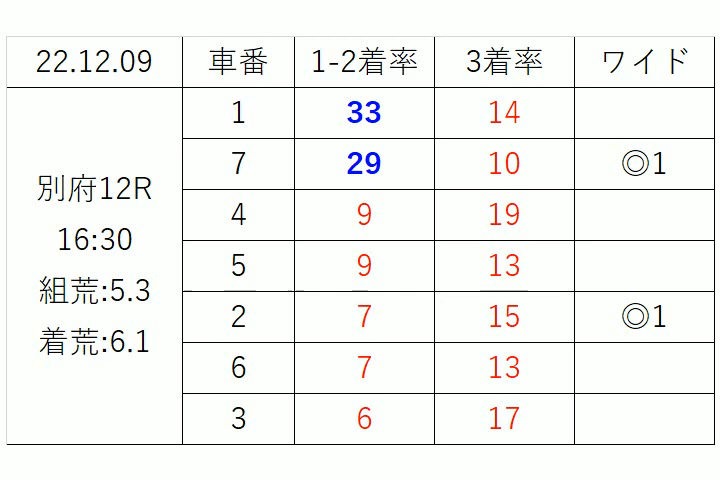 22.12.09 車番 1-2着率 3着率 ワイド
別府12R
16:30
組荒:5.3
着荒:6.1
1 33 14
7 29 10 ◎1
4 9 19
5 9 13
2 7 15 ◎1
6 7 13
3 6 17